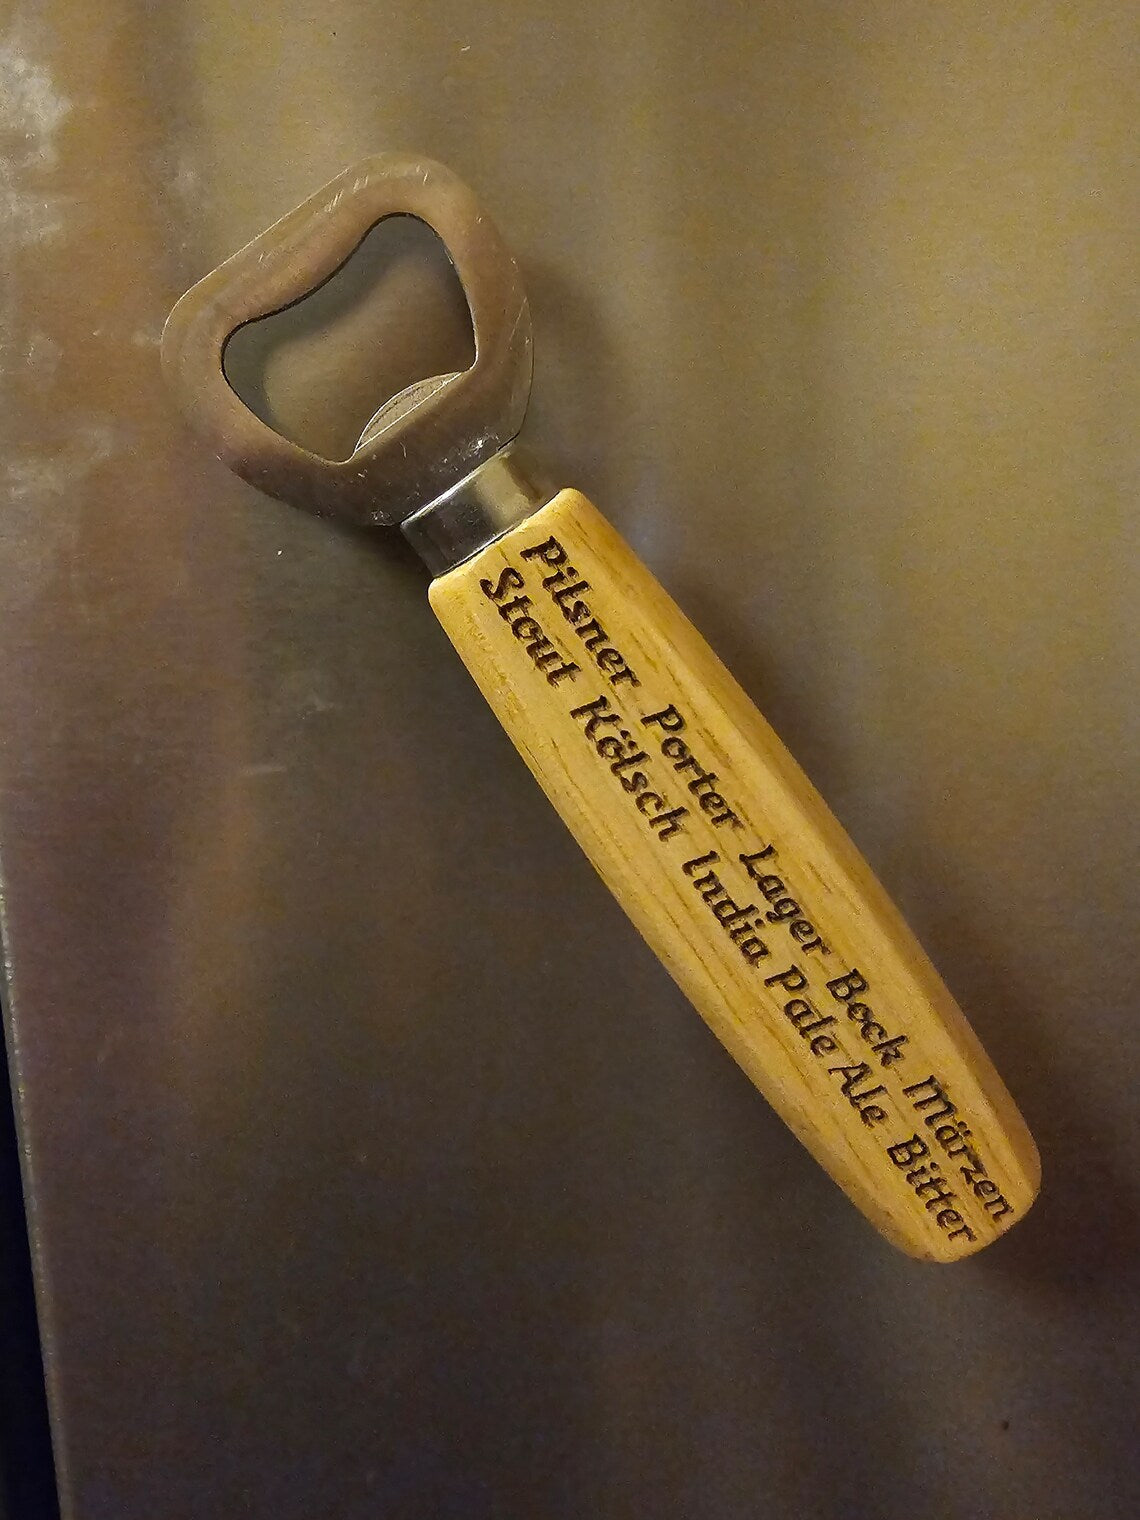 Pilsner Porter Lager Bock Märzen
Stout Kölsch India Pale Ale Bitter